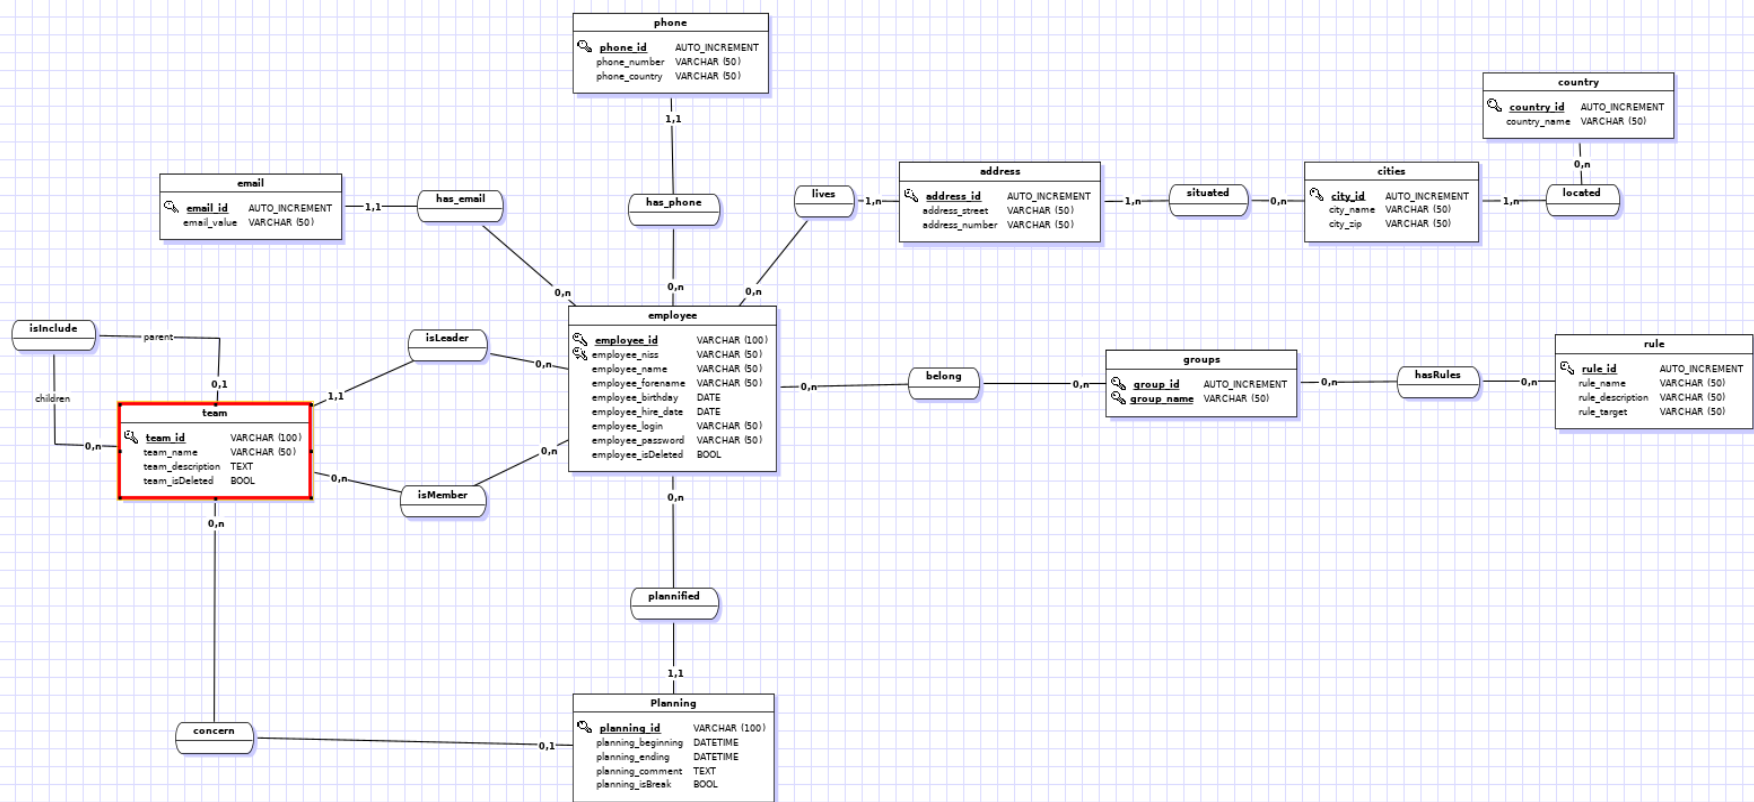 phone
phone_id AUTO_INCREMENT
phone_number VARCHAR (50)
phone_country VARCHAR (50)
1,1
has_phone
0,n
country
country_id AUTO_INCREMENT
country_name VARCHAR (50)
0,n
located
1,n
cities
city_id AUTO_INCREMENT
city_name VARCHAR (50)
city_zip VARCHAR (50)
0,n
situated
1,n
address
address_id AUTO_INCREMENT
address_street VARCHAR (50)
address_number VARCHAR (50)
1,n
lives
0,n
email
email_id AUTO_INCREMENT
email_value VARCHAR (50)
1,1
has_email
0,n
employee
employee_id VARCHAR (100)
employee_niss VARCHAR (50)
employee_name VARCHAR (50)
employee_forename VARCHAR (50)
employee_birthday DATE
employee_hire_date DATE
employee_login VARCHAR (50)
employee_password VARCHAR (50)
employee_isDeleted BOOL
isInclude
parent
0,1
children
0,n
isLeader
0,n
1,1
team
team_id VARCHAR (100)
team_name VARCHAR (50)
team_description TEXT
team_isDeleted BOOL
0,n
isMember
0,n
0,n
belong
0,n
groups
group_id AUTO_INCREMENT
group_name VARCHAR (50)
0,n
hasRules
0,n
rule
rule_id AUTO_INCREMENT
rule_name VARCHAR (50)
rule_description VARCHAR (50)
rule_target VARCHAR (50)
0,n
0,n
plannified
1,1
concern
0,1
Planning
planning_id VARCHAR (100)
planning_beginning DATETIME
planning_ending DATETIME
planning_comment TEXT
planning_isBreak BOOL